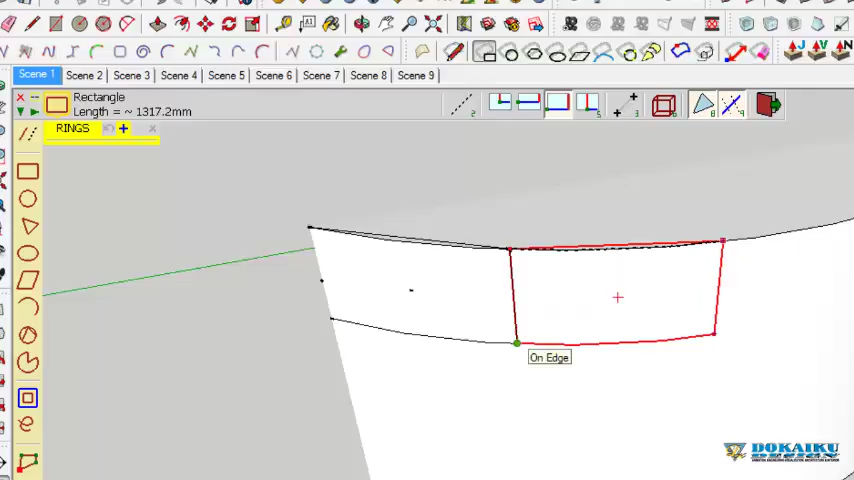 A1
Scene 1 Scene 2 Scene 3 Scene 4 Scene 5 Scene 6 Scene 7 Scene 8 Scene 9
Rectangle
Length = ~ 1317.2mm
RINGS
On Edge
DOKAIKU